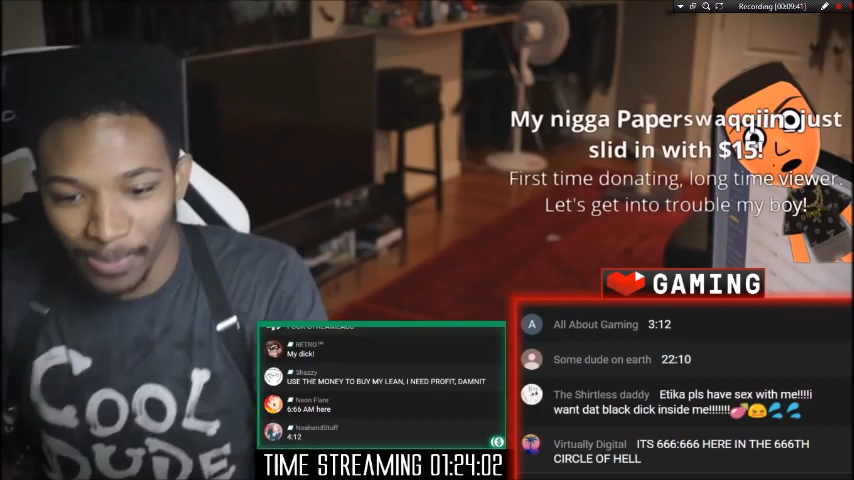 Recording [00:09:41]
My nigga Paperswaqqiin just
slid in with $15!
First time donating, long time viewer.
Let's get into trouble my boy!
GAMING
A All About Gaming 3:12
Some dude on earth 22:10
The Shirtless daddy Etika pls have sex with me!!!!i
want dat black dick inside me!!!!!!!
Virtually Digital ITS 666:666 HERE IN THE 666TH
CIRCLE OF HELL
RETRO™
My dick!
Shazzy
USE THE MONEY TO BUY MY LEAN, I NEED PROFIT, DAMNIT
Neon Flare
6:66 AM here
NoahandStuff
4:12
TIME STREAMING 01:24:02
COOL
DUDE